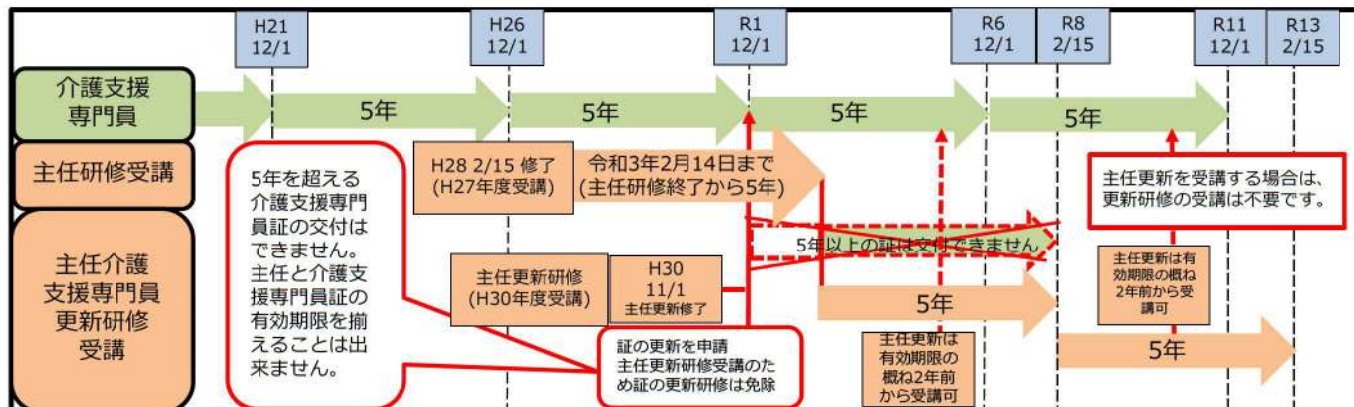 H21
12/1
H26
12/1
R1
12/1
R6
12/1
R8
2/15
R11
12/1
R13
2/15
介護支援
専門員
5年
5年
5年
5年
主任研修受講
H28 2/15 修了
(H27年度受講)
令和3年2月14日まで
(主任研修終了から5年)
主任更新を受講する場合は、
更新研修の受講は不要です。
5年を超える
介護支援専門
員証の交付は
できません。
主任と介護支
援専門員証の
有効期限を揃
えることは出
来ません。
5年以上の証は交付できません
主任介護
支援専門員
更新研修
受講
主任更新研修
(H30年度受講)
H30
11/1
主任更新修了
5年
主任更新は有
効期限の概ね
2年前から受
講可
証の更新を申請
主任更新研修受講のた
め証の更新研修は免除
主任更新は
有効期限の
概ね2年前
から受講可
5年